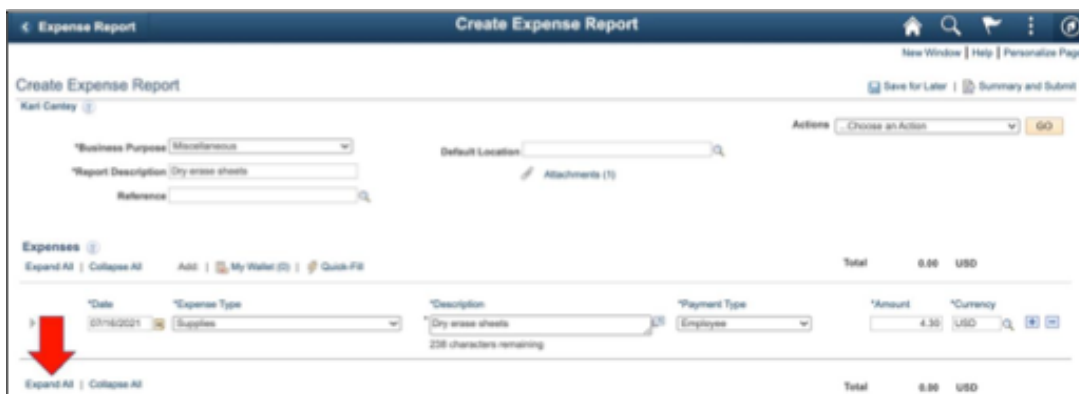 Expense Report
Create Expense Report
New Window | Help | Personalize Page
Create Expense Report
Save for Later | Summary and Submit
Karl Cantey
Actions ...Choose an Action GO
*Business Purpose Miscellaneous
Default Location
*Report Description Dry erase sheets
Attachments (1)
Reference
Expenses
Expand All | Collapse All Add: | My Wallet (0) | Quick-Fill Total 0.00 USD
*Date *Expense Type *Description *Payment Type *Amount *Currency
07/16/2021 Supplies *Dry erase sheets Employee 4.30 USD
238 characters remaining
Expand All | Collapse All Total 0.00 USD